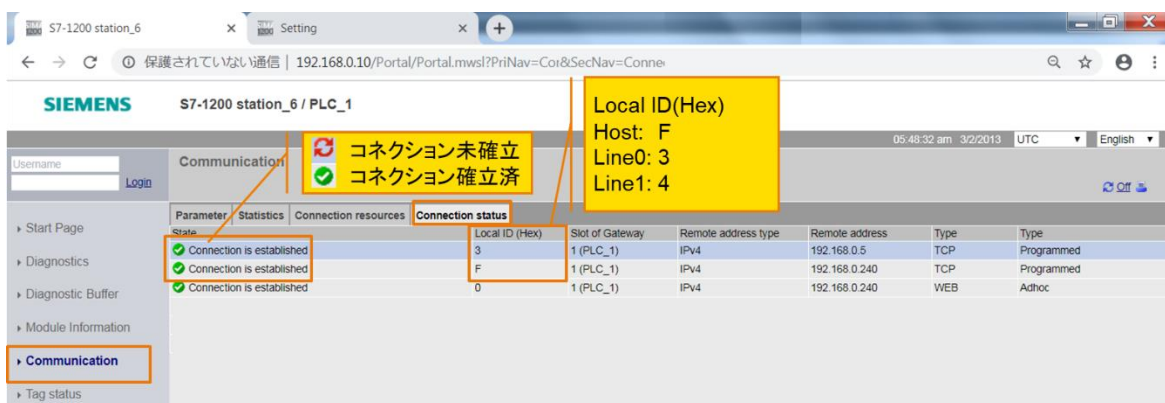 S7-1200 station_6
Setting
保護されていない通信 | 192.168.0.10/Portal/Portal.mwsl?PriNav=Cor&SecNav=Conne
SIEMENS
S7-1200 station_6 / PLC_1
Local ID(Hex)
Host: F
Line0: 3
Line1: 4
コネクション未確立
コネクション確立済
05:48:32 am 3/2/2013 UTC English
Username
Login
Communication
Off
Parameter Statistics Connection resources Connection status
State Local ID (Hex) Slot of Gateway Remote address type Remote address Type Type
Connection is established 3 1 (PLC_1) IPv4 192.168.0.5 TCP Programmed
Connection is established F 1 (PLC_1) IPv4 192.168.0.240 TCP Programmed
Connection is established 0 1 (PLC_1) IPv4 192.168.0.240 WEB Adhoc
Start Page
Diagnostics
Diagnostic Buffer
Module Information
Communication
Tag status